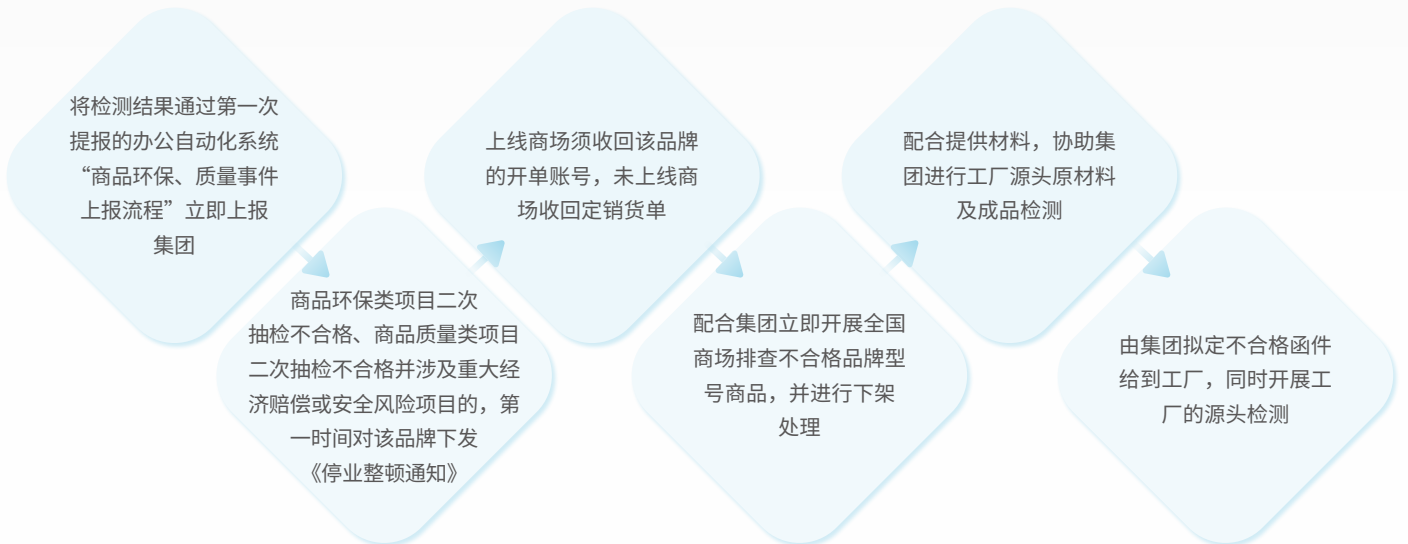 将检测结果通过第一次
提报的办公自动化系统
“商品环保、质量事件
上报流程”立即上报
集团
商品环保类项目二次
抽检不合格、商品质量类项目
二次抽检不合格并涉及重大经
济赔偿或安全风险项目的，第
一时间对该品牌下发
《停业整顿通知》
上线商场须收回该品牌
的开单账号，未上线商
场收回定销货单
配合集团立即开展全国
商场排查不合格品牌型
号商品，并进行下架
处理
配合提供材料，协助集
团进行工厂源头原材料
及成品检测
由集团拟定不合格函件
给到工厂，同时开展工
厂的源头检测